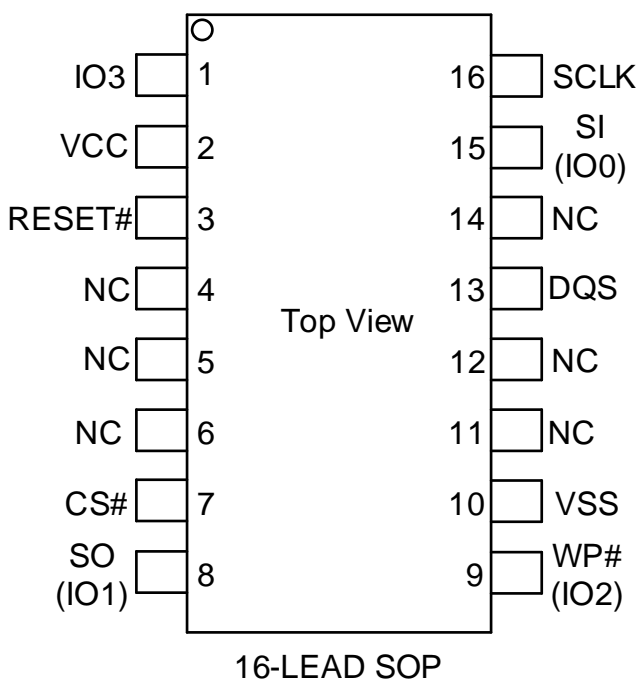 IO3 1 16 SCLK
VCC 2 15 SI
(IO0)
RESET# 3 14 NC
NC 4 13 DQS
Top View
NC 5 12 NC
NC 6 11 NC
CS# 7 10 VSS
SO 8 9 WP#
(IO1) (IO2)
16-LEAD SOP